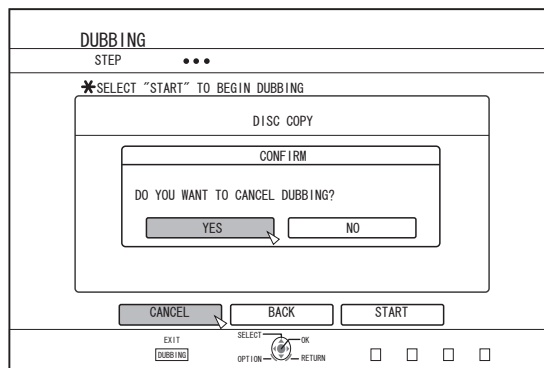 DUBBING
STEP ●●●
✱SELECT "START" TO BEGIN DUBBING
DISC COPY
CONFIRM
DO YOU WANT TO CANCEL DUBBING?
YES NO
CANCEL BACK START
EXIT
DUBBING
SELECT OK
OPTION RETURN